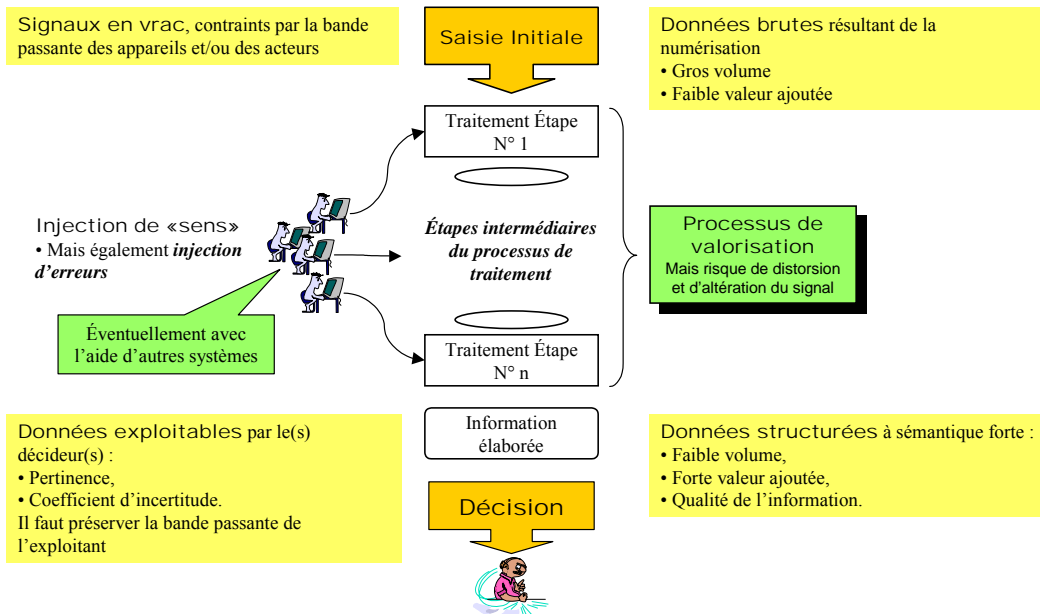 Signaux en vrac, contraints par la bande
passante des appareils et/ou des acteurs
Saisie Initiale
Données brutes résultant de la
numérisation
• Gros volume
• Faible valeur ajoutée
Traitement Étape
N° 1
Injection de «sens»
• Mais également injection
d'erreurs
Étapes intermédiaires
du processus de
traitement
Processus de
valorisation
Mais risque de distorsion
et d'altération du signal
Éventuellement avec
l'aide d'autres systèmes
Traitement Étape
N° n
Données exploitables par le(s)
décideur(s) :
• Pertinence,
• Coefficient d'incertitude.
Il faut préserver la bande passante de
l'exploitant
Information
élaborée
Données structurées à sémantique forte :
• Faible volume,
• Forte valeur ajoutée,
• Qualité de l'information.
Décision